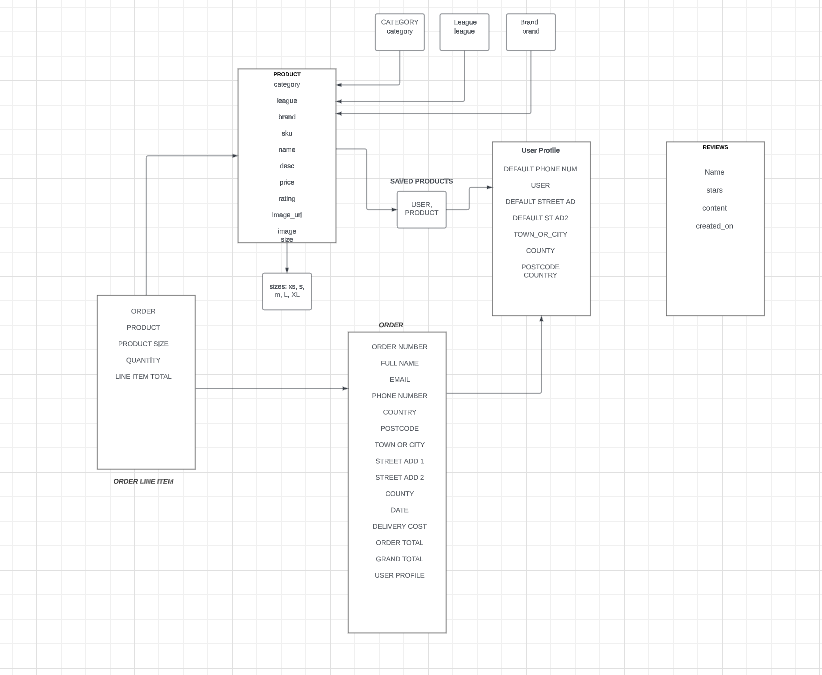 CATEGORY
category
League
league
Brand
brand
PRODUCT
category
league
brand
sku
name
desc
price
rating
image_url
image
size
sizes: xs, s,
m, L, XL
SAVED PRODUCTS
USER,
PRODUCT
User Profile
DEFAULT PHONE NUM
USER
DEFAULT STREET AD
DEFAULT ST AD2
TOWN_OR_CITY
COUNTY
POSTCODE
COUNTRY
REVIEWS
Name
stars
content
created_on
ORDER
PRODUCT
PRODUCT SIZE
QUANTITY
LINE ITEM TOTAL
ORDER LINE ITEM
ORDER
ORDER NUMBER
FULL NAME
EMAIL
PHONE NUMBER
COUNTRY
POSTCODE
TOWN OR CITY
STREET ADD 1
STREET ADD 2
COUNTY
DATE
DELIVERY COST
ORDER TOTAL
GRAND TOTAL
USER PROFILE